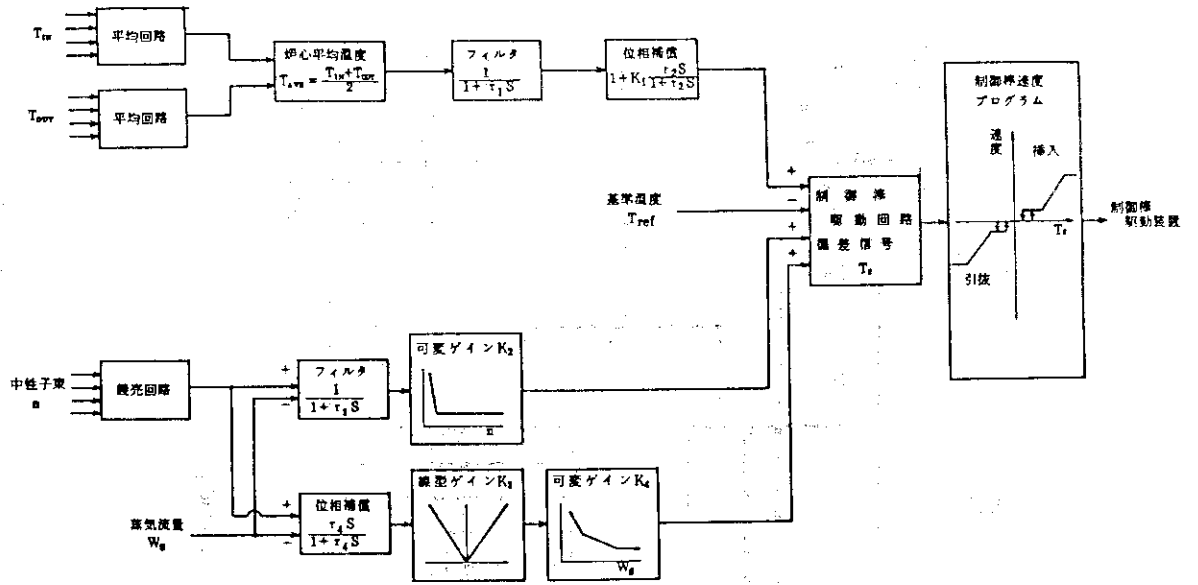 T_IN
平均回路
T_OUT
平均回路
炉心平均温度
T_AVE = (T_IN+T_OUT)/2
フィルタ
1/(1+τ₁S)
位相補償
1+K₁ τ₂S/(1+τ₂S)
基準温度
T_ref
+
−
+
+
制御棒
駆動回路
偏差信号
Tε
制御棒速度
プログラム
速度
挿入
Tε
引抜
制御棒
駆動装置
中性子束
n
競売回路
+
−
フィルタ
1/(1+τ₃S)
可変ゲインK₂
n
蒸気流量
W_S
+
−
位相補償
τ₄S/(1+τ₄S)
線型ゲインK₃
可変ゲインK₄
W_S